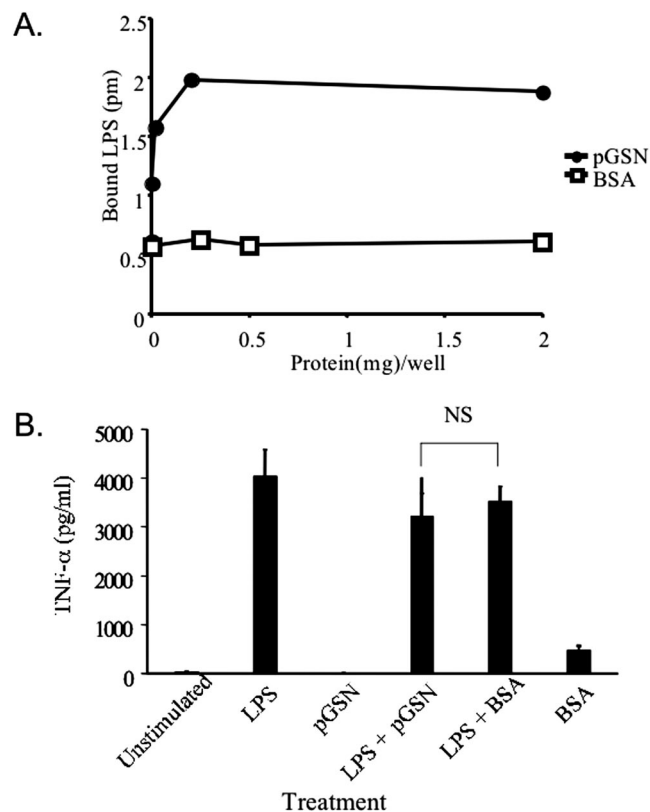 A.
2.5
2
1.5
1
0.5
0
Bound LPS (pm)
0 0.5 1 1.5 2
Protein(mg)/well
pGSN
BSA
B.
NS
5000
4000
3000
2000
1000
0
TNF-α (pg/ml)
Unstimulated
LPS
pGSN
LPS + pGSN
LPS + BSA
BSA
Treatment